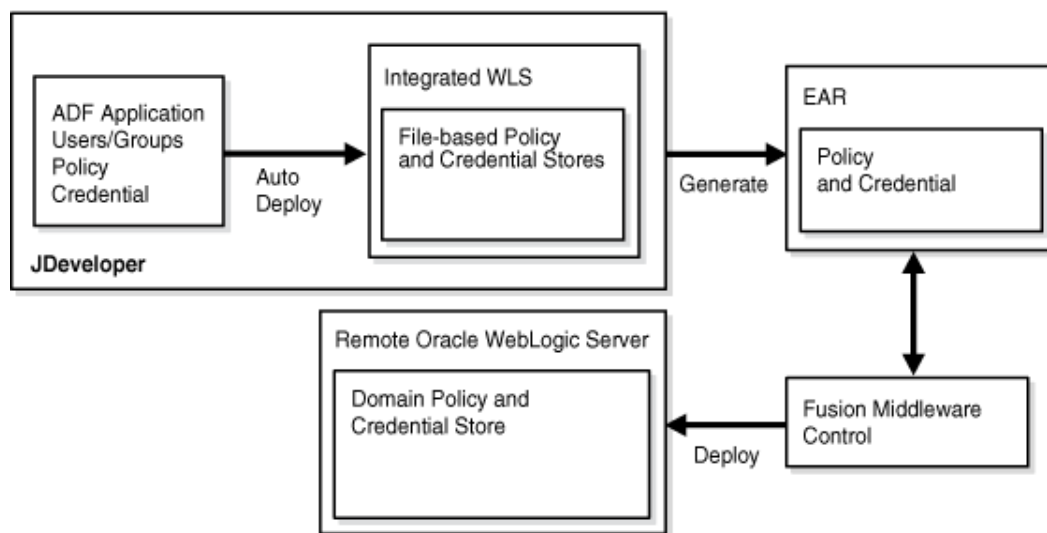 ADF Application
Users/Groups
Policy
Credential
Auto
Deploy
Integrated WLS
File-based Policy
and Credential Stores
JDeveloper
Generate
EAR
Policy
and Credential
Remote Oracle WebLogic Server
Domain Policy and
Credential Store
Deploy
Fusion Middleware
Control